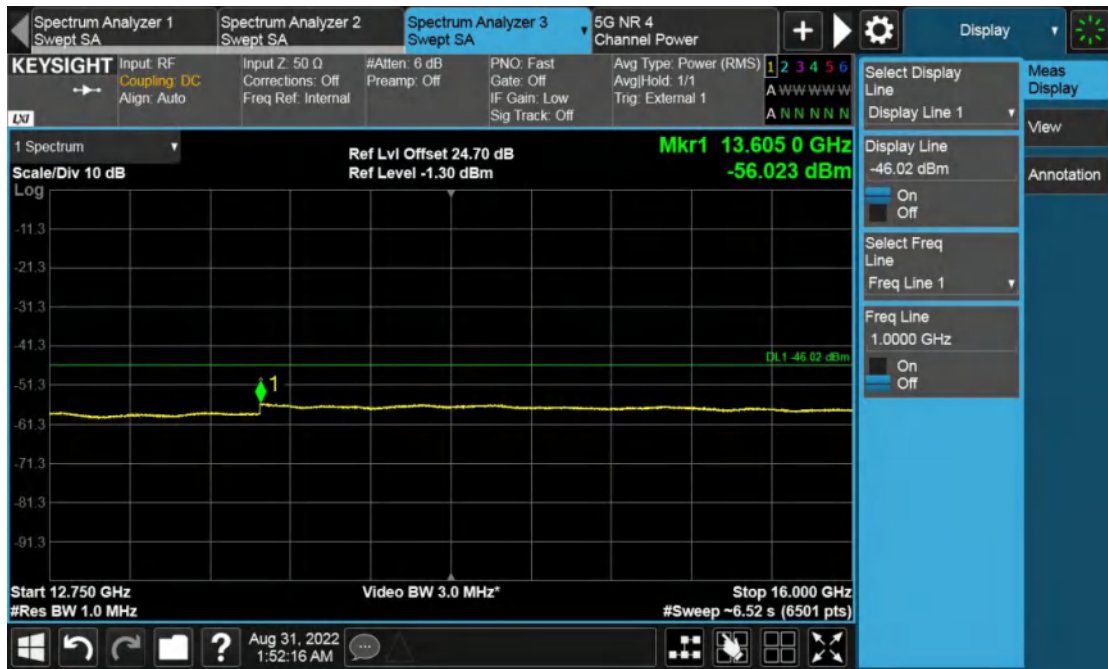 Spectrum Analyzer 1
Swept SA
Spectrum Analyzer 2
Swept SA
Spectrum Analyzer 3
Swept SA
5G NR 4
Channel Power
Display
KEYSIGHT
LXI
Input: RF
Coupling: DC
Align: Auto
Input Z: 50 Ω
Corrections: Off
Freq Ref: Internal
#Atten: 6 dB
Preamp: Off
PNO: Fast
Gate: Off
IF Gain: Low
Sig Track: Off
Avg Type: Power (RMS)
Avg|Hold: 1/1
Trig: External 1
1 2 3 4 5 6
A W W W W W
A N N N N N
1 Spectrum
Scale/Div 10 dB
Log
Ref Lvl Offset 24.70 dB
Ref Level -1.30 dBm
Mkr1 13.605 0 GHz
-56.023 dBm
-11.3
-21.3
-31.3
-41.3
-51.3
-61.3
-71.3
-81.3
-91.3
DL1 -46.02 dBm
1
Start 12.750 GHz
#Res BW 1.0 MHz
Video BW 3.0 MHz*
Stop 16.000 GHz
#Sweep ~6.52 s (6501 pts)
Select Display
Line
Display Line 1
Display Line
-46.02 dBm
On
Off
Select Freq
Line
Freq Line 1
Freq Line
1.0000 GHz
On
Off
Meas
Display
View
Annotation
?
Aug 31, 2022
1:52:16 AM